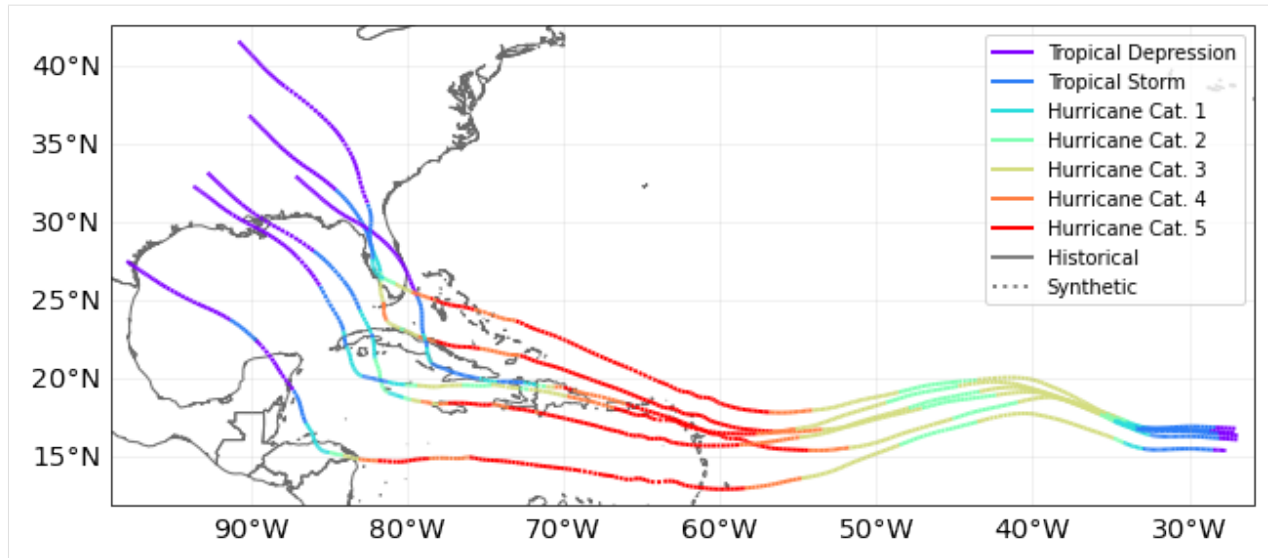 40°N
35°N
30°N
25°N
20°N
15°N
90°W 80°W 70°W 60°W 50°W 40°W 30°W
Tropical Depression
Tropical Storm
Hurricane Cat. 1
Hurricane Cat. 2
Hurricane Cat. 3
Hurricane Cat. 4
Hurricane Cat. 5
Historical
Synthetic